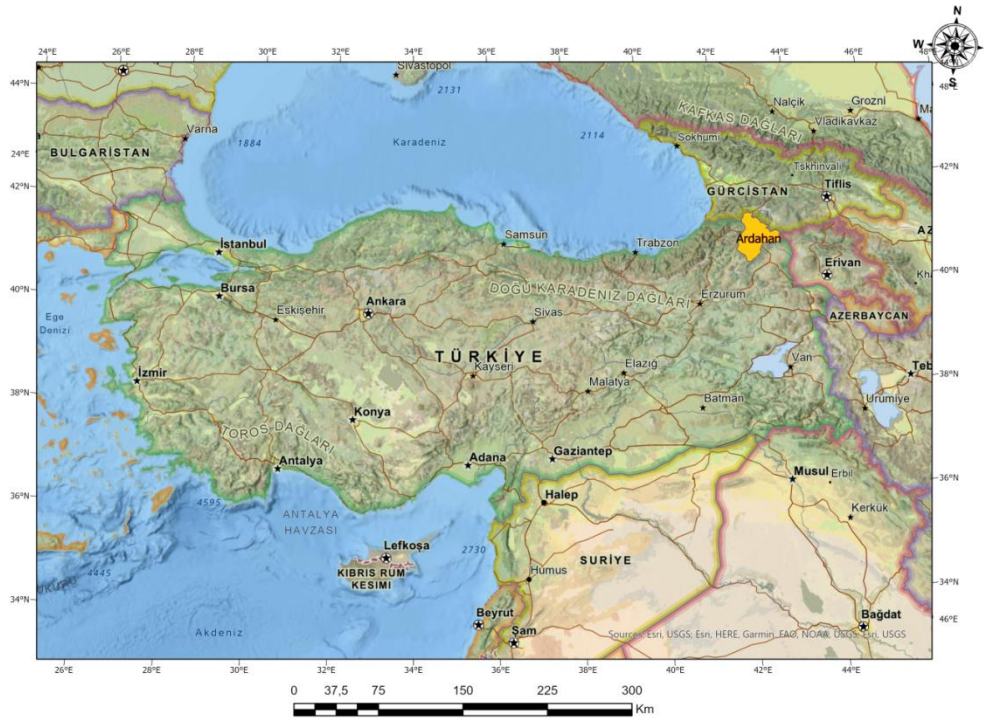 24°E 26°E 28°E 30°E 32°E 34°E 36°E 38°E 40°E 42°E 44°E 46°E
N
W
E
S
44°N
48°N
24°E
42°N
40°N
38°N
36°N
34°N
42°N
40°N
38°N
36°N
34°N
46°E
Sivastopol
2131
KAFKAS DAĞLARI
Nalçik
Grozni
Vladikavkaz
Ma
Varna
1884
Karadeniz
2114
Sokhumi
BULGARİSTAN
Tskhinvali
GÜRCİSTAN
Tiflis
İstanbul
Samsun
Trabzon
Ardahan
AZ
Erivan
Kha
Bursa
Eskişehir
Ankara
DOĞU KARADENİZ DAĞLARI
Erzurum
Sivas
AZERBAYCAN
Ege
Denizi
TÜRKİYE
İzmir
Kayseri
Elazığ
Malatya
Van
Teb
Batman
Urumiye
Konya
TOROS DAĞLARI
Antalya
Adana
Gaziantep
Musul
Erbil
4595
ANTALYA
HAVZASI
Halep
Kerkük
Lefkoşa
2730
SURİYE
KIBRIS RUM
KESİMİ
Humus
4445
UKURU
Akdeniz
Beyrut
Şam
Bağdat
Sources: Esri, USGS; Esri, HERE, Garmin, FAO, NOAA, USGS; Esri, USGS
26°E 28°E 30°E 32°E 34°E 36°E 38°E 40°E 42°E 44°E
0 37,5 75 150 225 300
Km